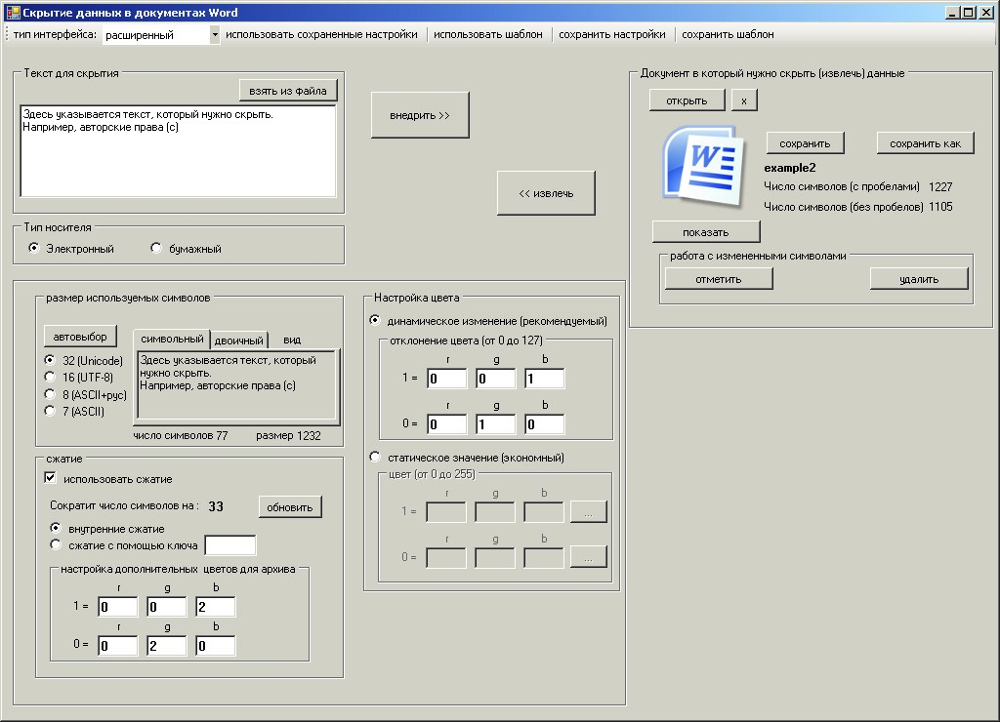 Скрытие данных в документах Word
тип интерфейса: расширенный использовать сохраненные настройки использовать шаблон сохранить настройки сохранить шаблон
Текст для скрытия
взять из файла
Здесь указывается текст, который нужно скрыть.
Например, авторские права (с)
Тип носителя
Электронный бумажный
внедрить >>
<< извлечь
Документ в который нужно скрыть (извлечь) данные
открыть x
W
сохранить сохранить как
example2
Число символов (с пробелами) 1227
Число символов (без пробелов) 1105
показать
работа с измененными символами
отметить удалить
размер используемых символов
автовыбор
символьный двоичный вид
32 (Unicode)
16 (UTF-8)
8 (ASCII+рус)
7 (ASCII)
Здесь указывается текст, который
нужно скрыть.
Например, авторские права (с)
число символов 77 размер 1232
сжатие
использовать сжатие
Сократит число символов на : 33 обновить
внутренние сжатие
сжатие с помощью ключа
настройка дополнительных цветов для архива
r g b
1 = 0 0 2
r g b
0 = 0 2 0
Настройка цвета
динамическое изменение (рекомендуемый)
отклонение цвета (от 0 до 127)
r g b
1 = 0 0 1
r g b
0 = 0 1 0
статическое значение (экономный)
цвет (от 0 до 255)
r g b
1 = ...
r g b
0 = ...